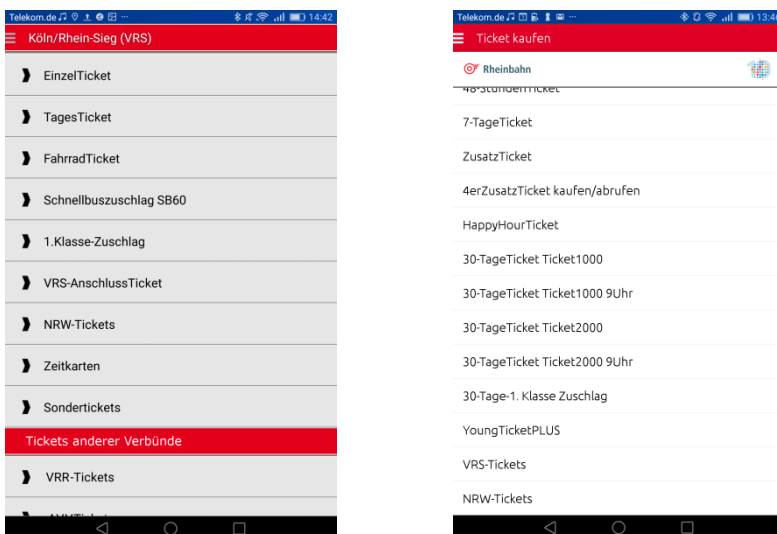 Telekom.de 14:42
Köln/Rhein-Sieg (VRS)
EinzelTicket
TagesTicket
FahrradTicket
Schnellbuszuschlag SB60
1.Klasse-Zuschlag
VRS-AnschlussTicket
NRW-Tickets
Zeitkarten
Sondertickets
Tickets anderer Verbünde
VRR-Tickets
Telekom.de
Ticket kaufen
Rheinbahn
48-StundenTicket
7-TageTicket
ZusatzTicket
4erZusatzTicket kaufen/abrufen
HappyHourTicket
30-TageTicket Ticket1000
30-TageTicket Ticket1000 9Uhr
30-TageTicket Ticket2000
30-TageTicket Ticket2000 9Uhr
30-Tage-1. Klasse Zuschlag
YoungTicketPLUS
VRS-Tickets
NRW-Tickets